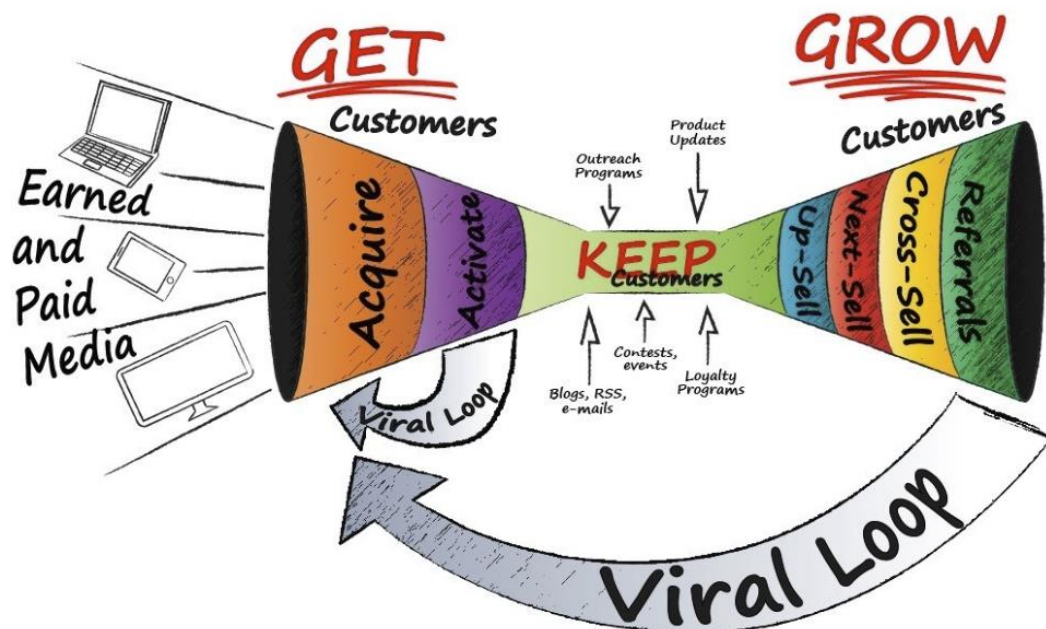 GET
Customers
GROW
Customers
Earned
and
Paid
Media
Acquire
Activate
Outreach
Programs
Product
Updates
KEEP
Customers
Blogs, RSS,
e-mails
Contests,
events
Loyalty
Programs
Up-Sell
Next-Sell
Cross-Sell
Referrals
Viral Loop
Viral Loop